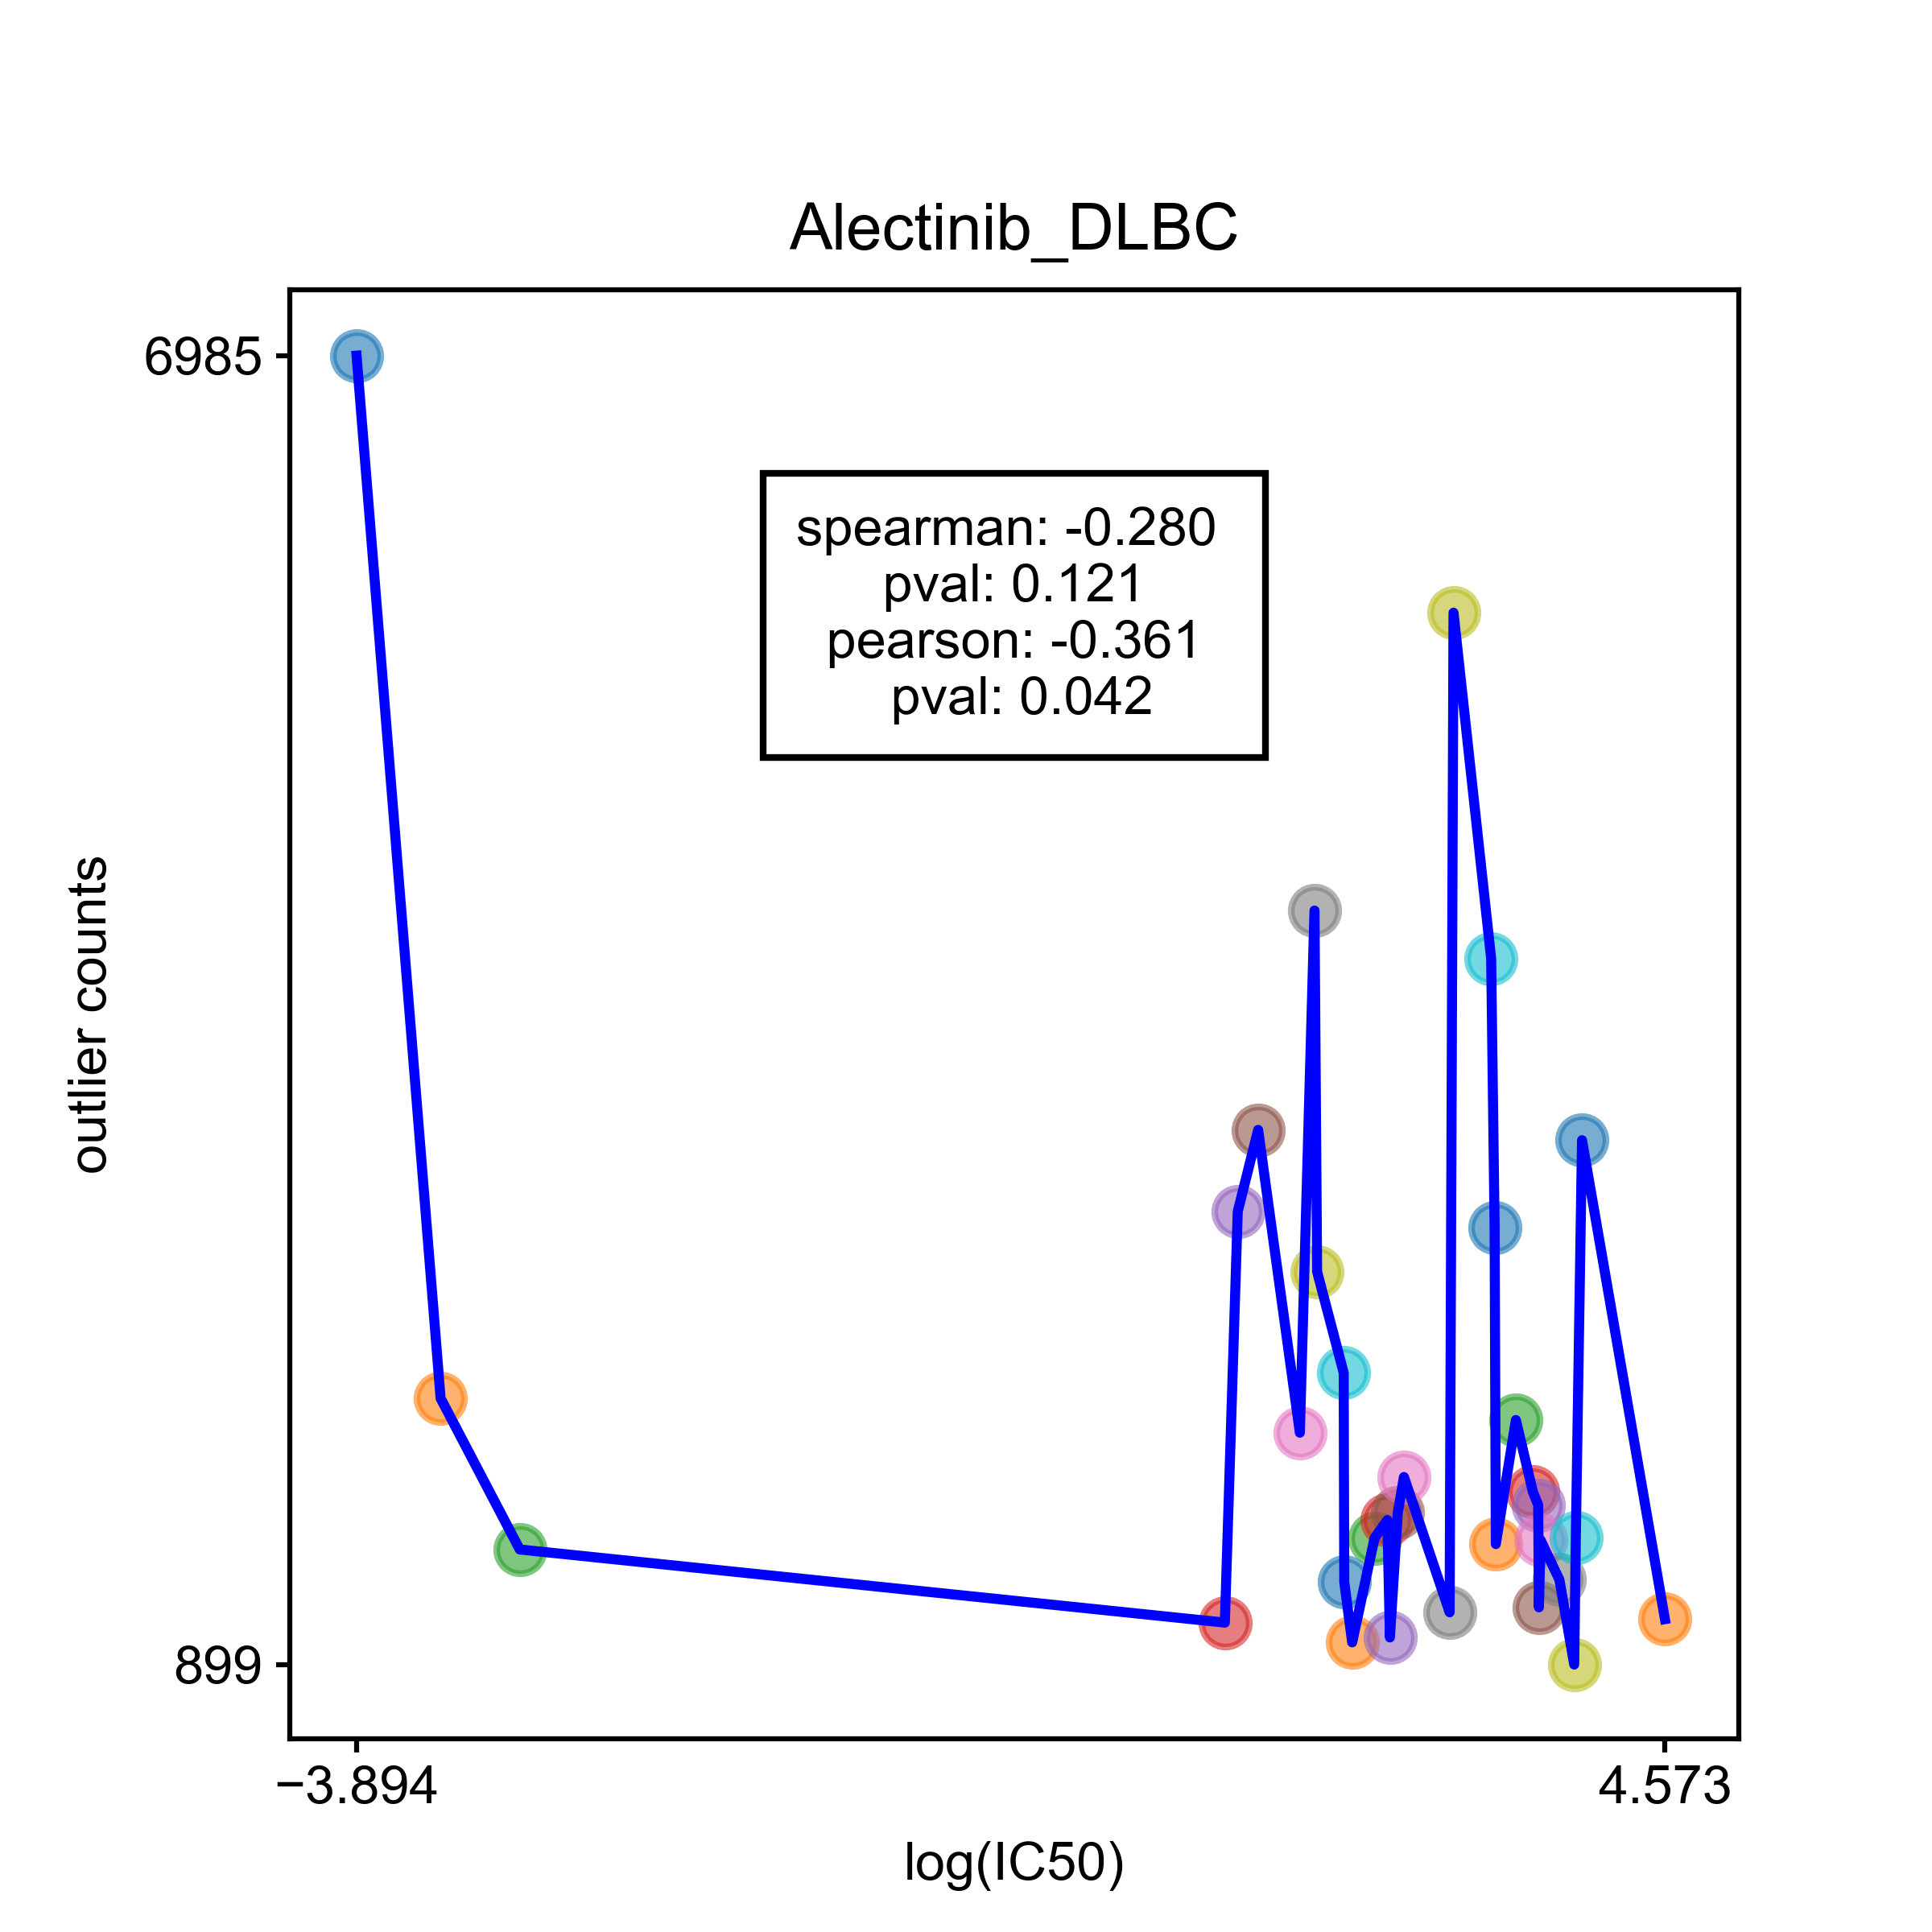 Alectinib_DLBC
6985
spearman: -0.280
pval: 0.121
pearson: -0.361
pval: 0.042
outlier counts
899
−3.894
4.573
log(IC50)